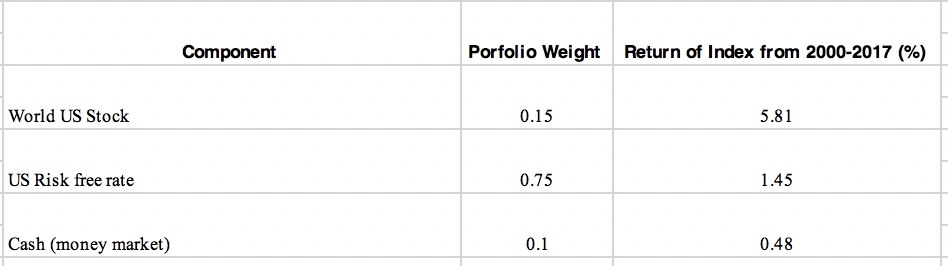 Component Porfolio Weight Return of Index from 2000-2017 (%)
World US Stock 0.15 5.81
US Risk free rate 0.75 1.45
Cash (money market) 0.1 0.48